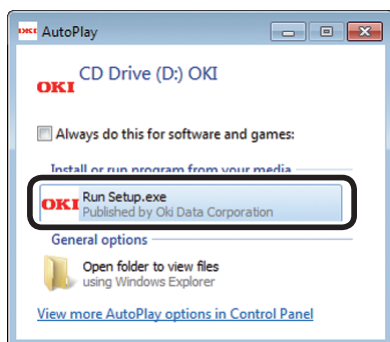 OKI AutoPlay
CD Drive (D:) OKI
OKI
Always do this for software and games:
Install or run program from your media
OKI Run Setup.exe
Published by Oki Data Corporation
General options
Open folder to view files
using Windows Explorer
View more AutoPlay options in Control Panel